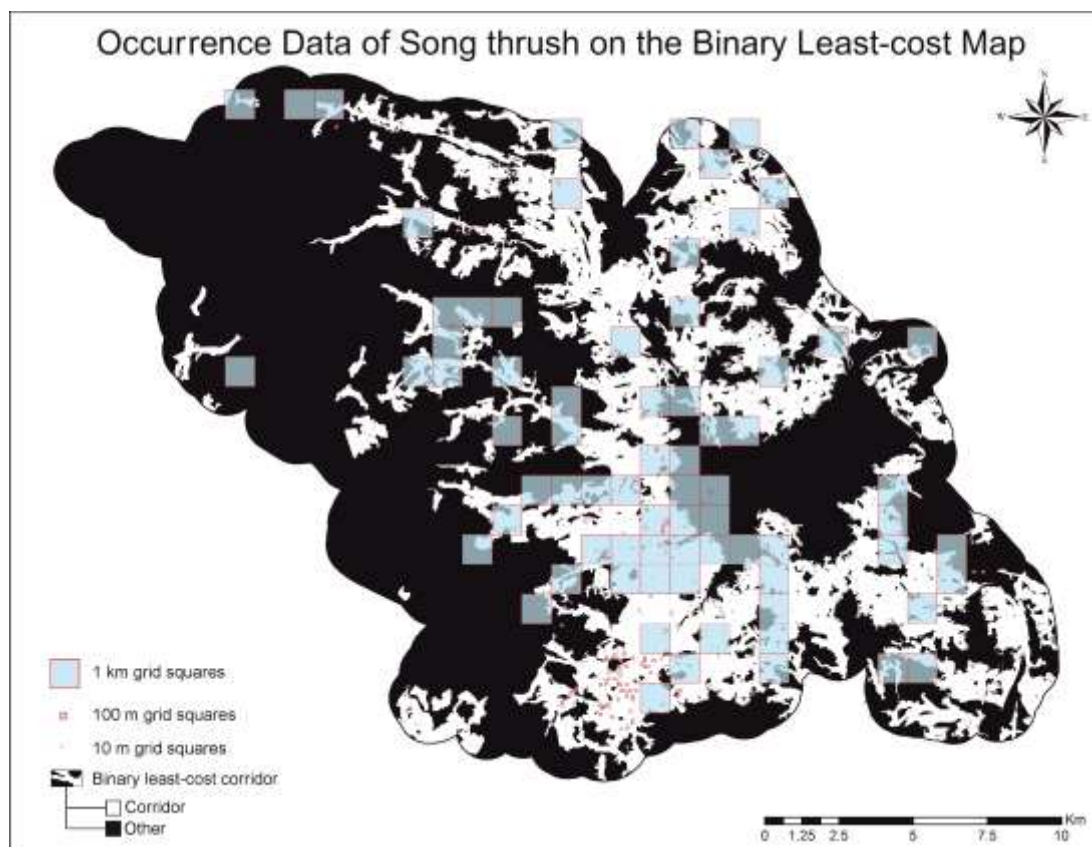 Occurrence Data of Song thrush on the Binary Least-cost Map
N
W
E
S
1 km grid squares
100 m grid squares
10 m grid squares
Binary least-cost corridor
Corridor
Other
Km
0 1.25 2.5 5 7.5 10